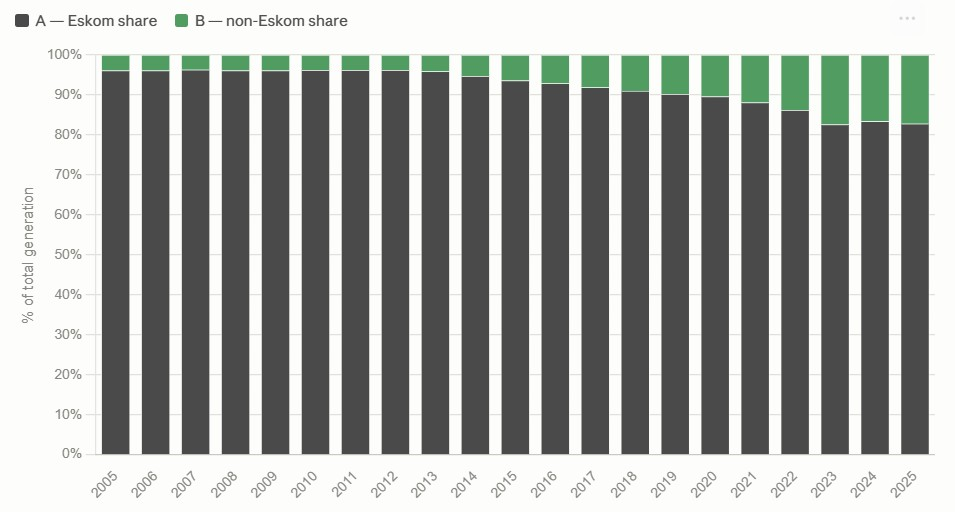 A — Eskom share
B — non-Eskom share
% of total generation
100%
90%
80%
70%
60%
50%
40%
30%
20%
10%
0%
2005 2006 2007 2008 2009 2010 2011 2012 2013 2014 2015 2016 2017 2018 2019 2020 2021 2022 2023 2024 2025